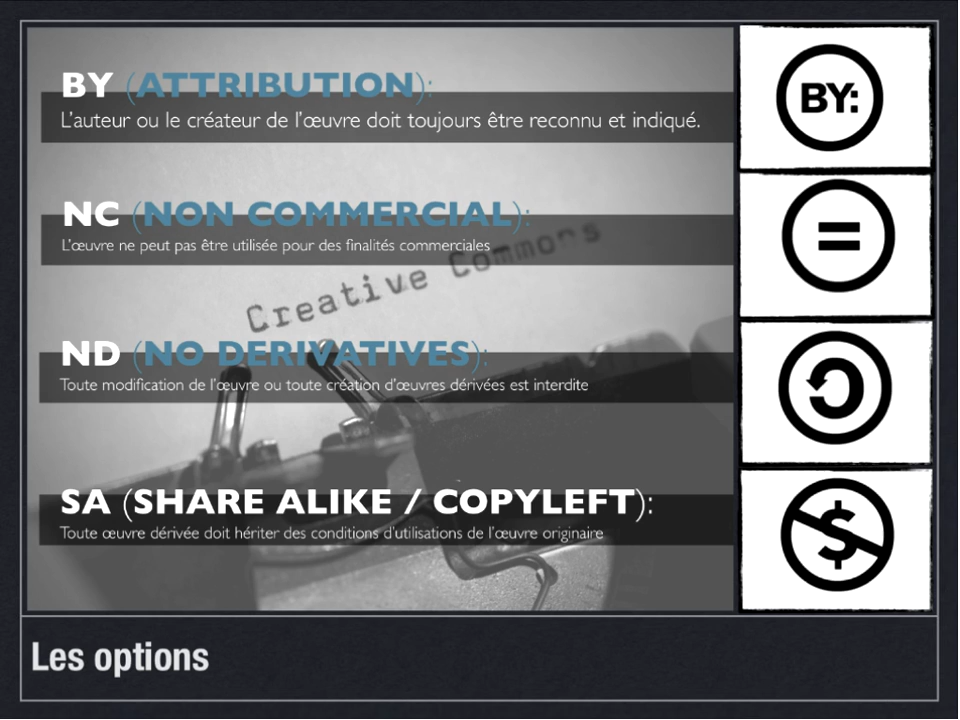 BY (ATTRIBUTION):
L'auteur ou le créateur de l'œuvre doit toujours être reconnu et indiqué.
NC (NON COMMERCIAL):
L'œuvre ne peut pas être utilisée pour des finalités commerciales
Creative Commons
ND (NO DERIVATIVES):
Toute modification de l'œuvre ou toute création d'œuvres dérivées est interdite
SA (SHARE ALIKE / COPYLEFT):
Toute œuvre dérivée doit hériter des conditions d'utilisations de l'œuvre originaire
BY:
=
$
Les options